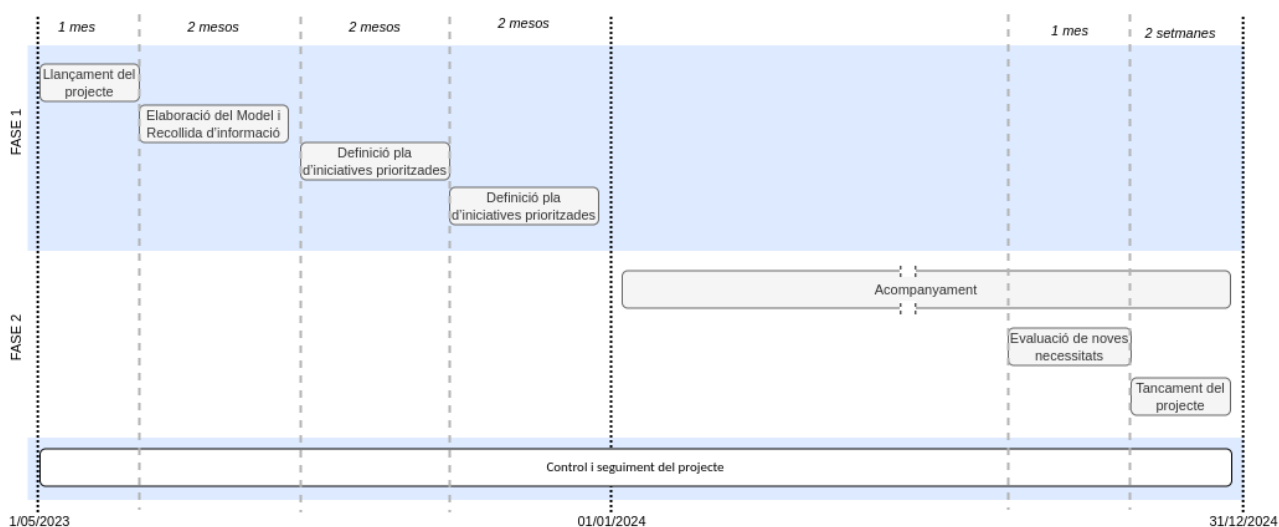 1 mes
2 mesos
2 mesos
2 mesos
1 mes
2 setmanes
FASE 1
Llançament del
projecte
Elaboració del Model i
Recollida d'informació
Definició pla
d'iniciatives prioritzades
Definició pla
d'iniciatives prioritzades
FASE 2
Acompanyament
Evaluació de noves
necessitats
Tancament del
projecte
Control i seguiment del projecte
1/05/2023
01/01/2024
31/12/2024